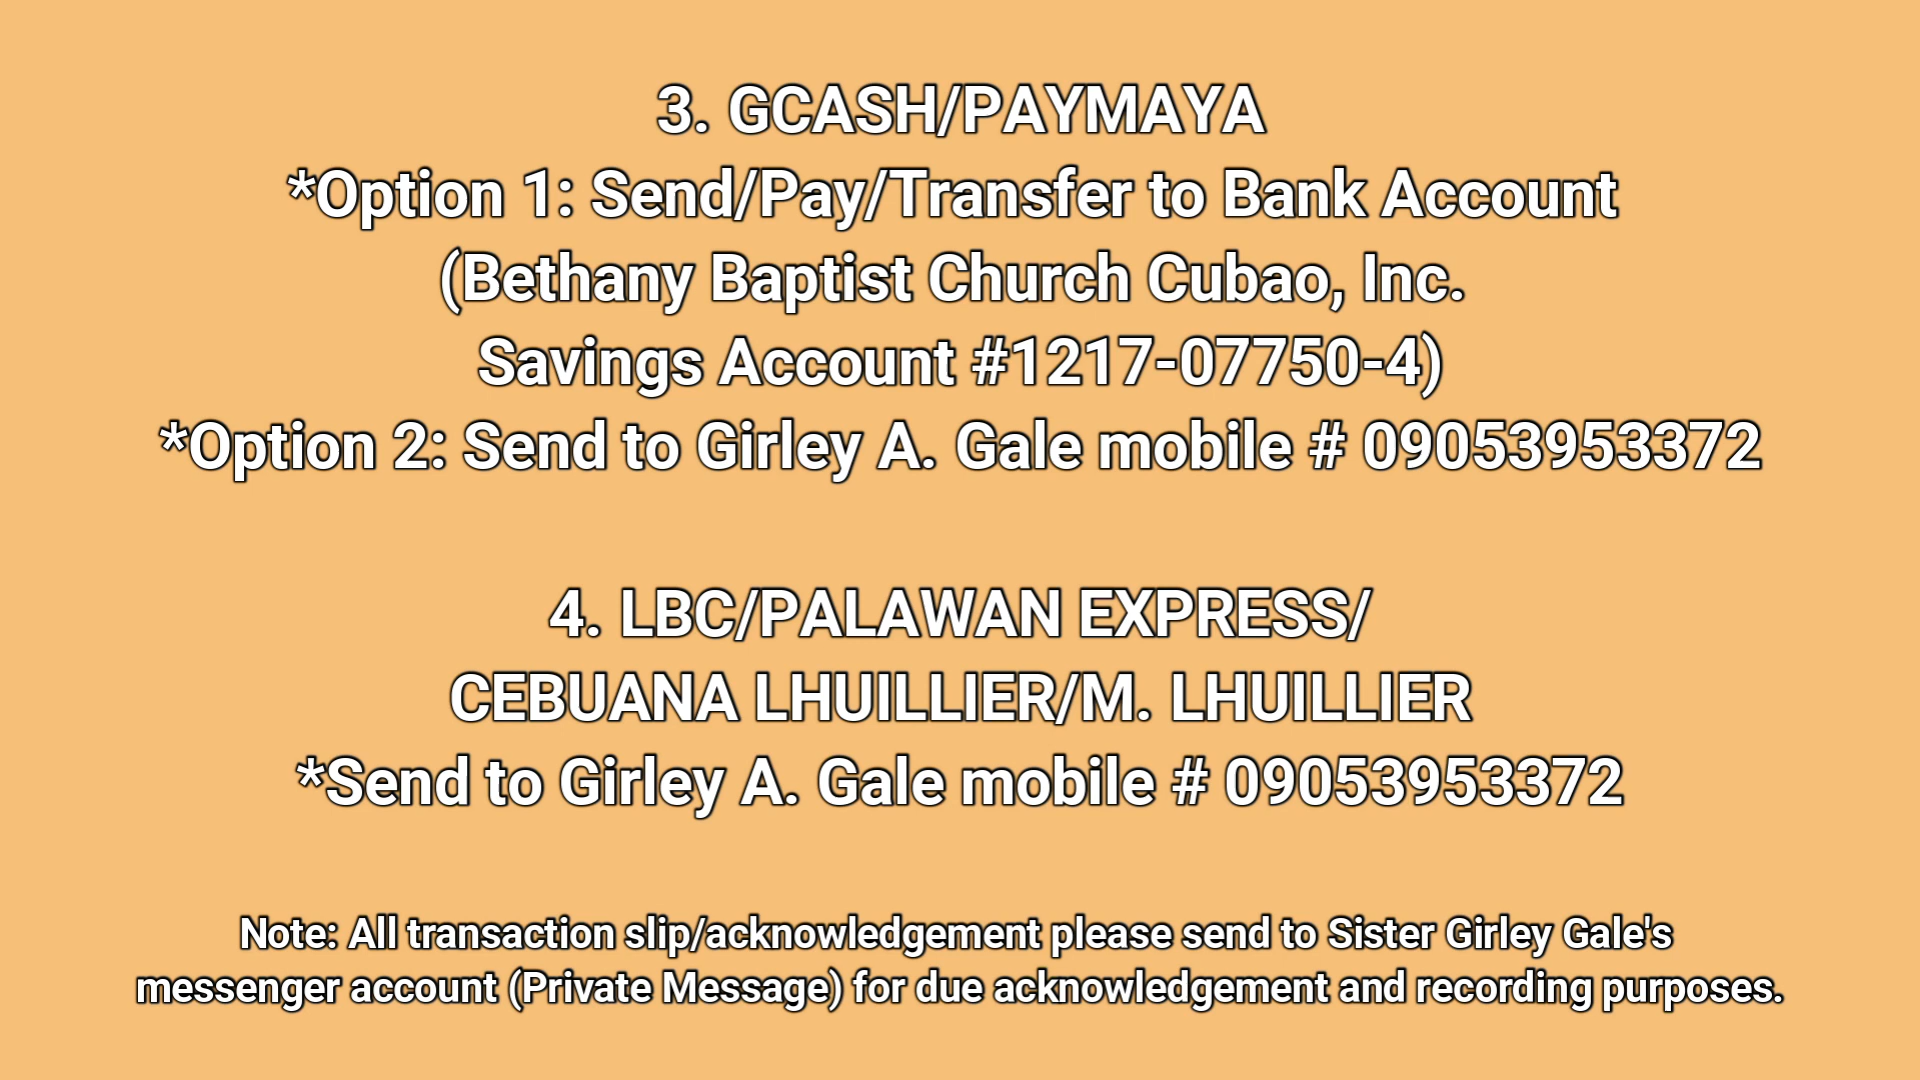 3. GCASH/PAYMAYA
*Option 1: Send/Pay/Transfer to Bank Account
(Bethany Baptist Church Cubao, Inc.
Savings Account #1217-07750-4)
*Option 2: Send to Girley A. Gale mobile # 09053953372
4. LBC/PALAWAN EXPRESS/
CEBUANA LHUILLIER/M. LHUILLIER
*Send to Girley A. Gale mobile # 09053953372
Note: All transaction slip/acknowledgement please send to Sister Girley Gale's
messenger account (Private Message) for due acknowledgement and recording purposes.